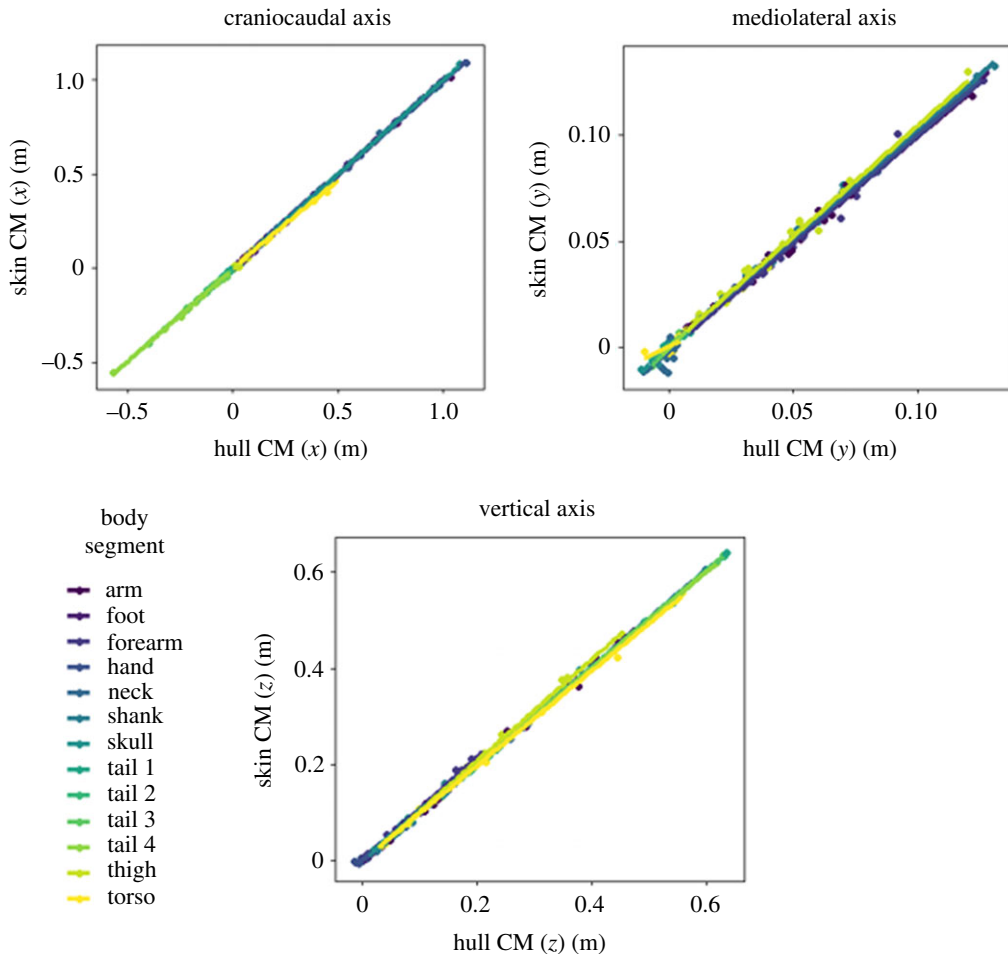 craniocaudal axis
1.0
0.5
0
–0.5
skin CM (x) (m)
–0.5 0 0.5 1.0
hull CM (x) (m)
mediolateral axis
0.10
0.05
0
skin CM (y) (m)
0 0.05 0.10
hull CM (y) (m)
body
segment
arm
foot
forearm
hand
neck
shank
skull
tail 1
tail 2
tail 3
tail 4
thigh
torso
vertical axis
0.6
0.4
0.2
0
skin CM (z) (m)
0 0.2 0.4 0.6
hull CM (z) (m)